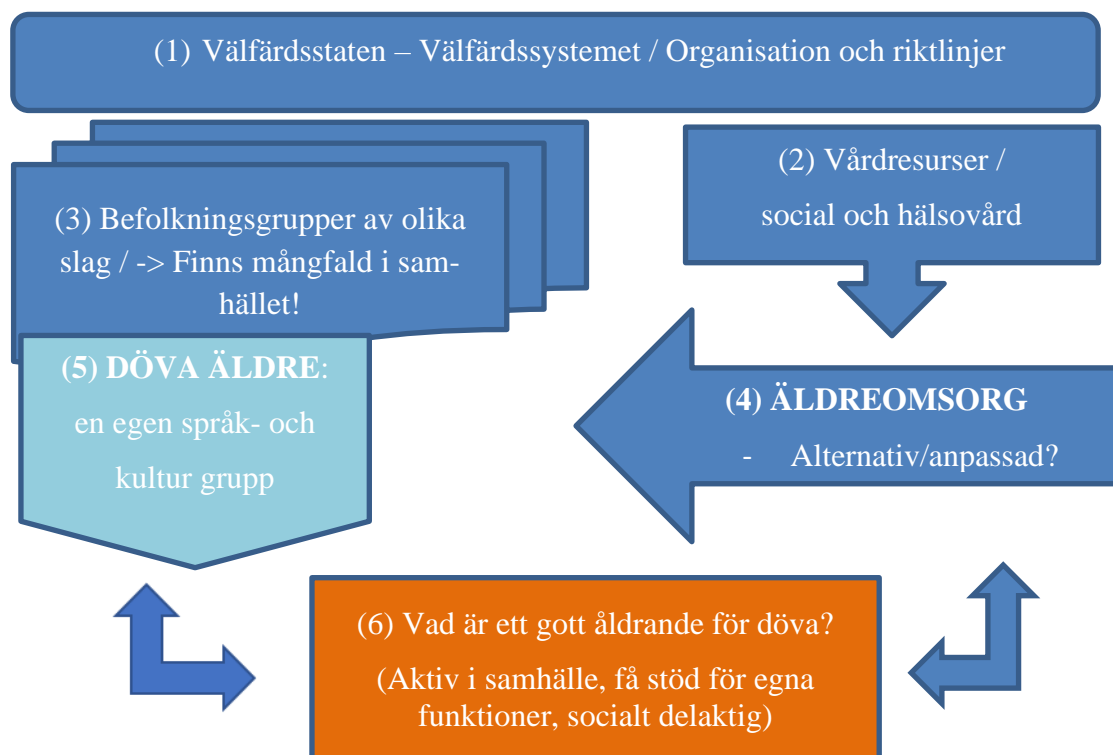 (1) Välfärdsstaten – Välfärdssystemet / Organisation och riktlinjer
(2) Vårdresurser /
social och hälsovård
(3) Befolkningsgrupper av olika
slag / -> Finns mångfald i sam-
hället!
(5) DÖVA ÄLDRE:
en egen språk- och
kultur grupp
(4) ÄLDREOMSORG
- Alternativ/anpassad?
(6) Vad är ett gott åldrande för döva?
(Aktiv i samhälle, få stöd för egna
funktioner, socialt delaktig)